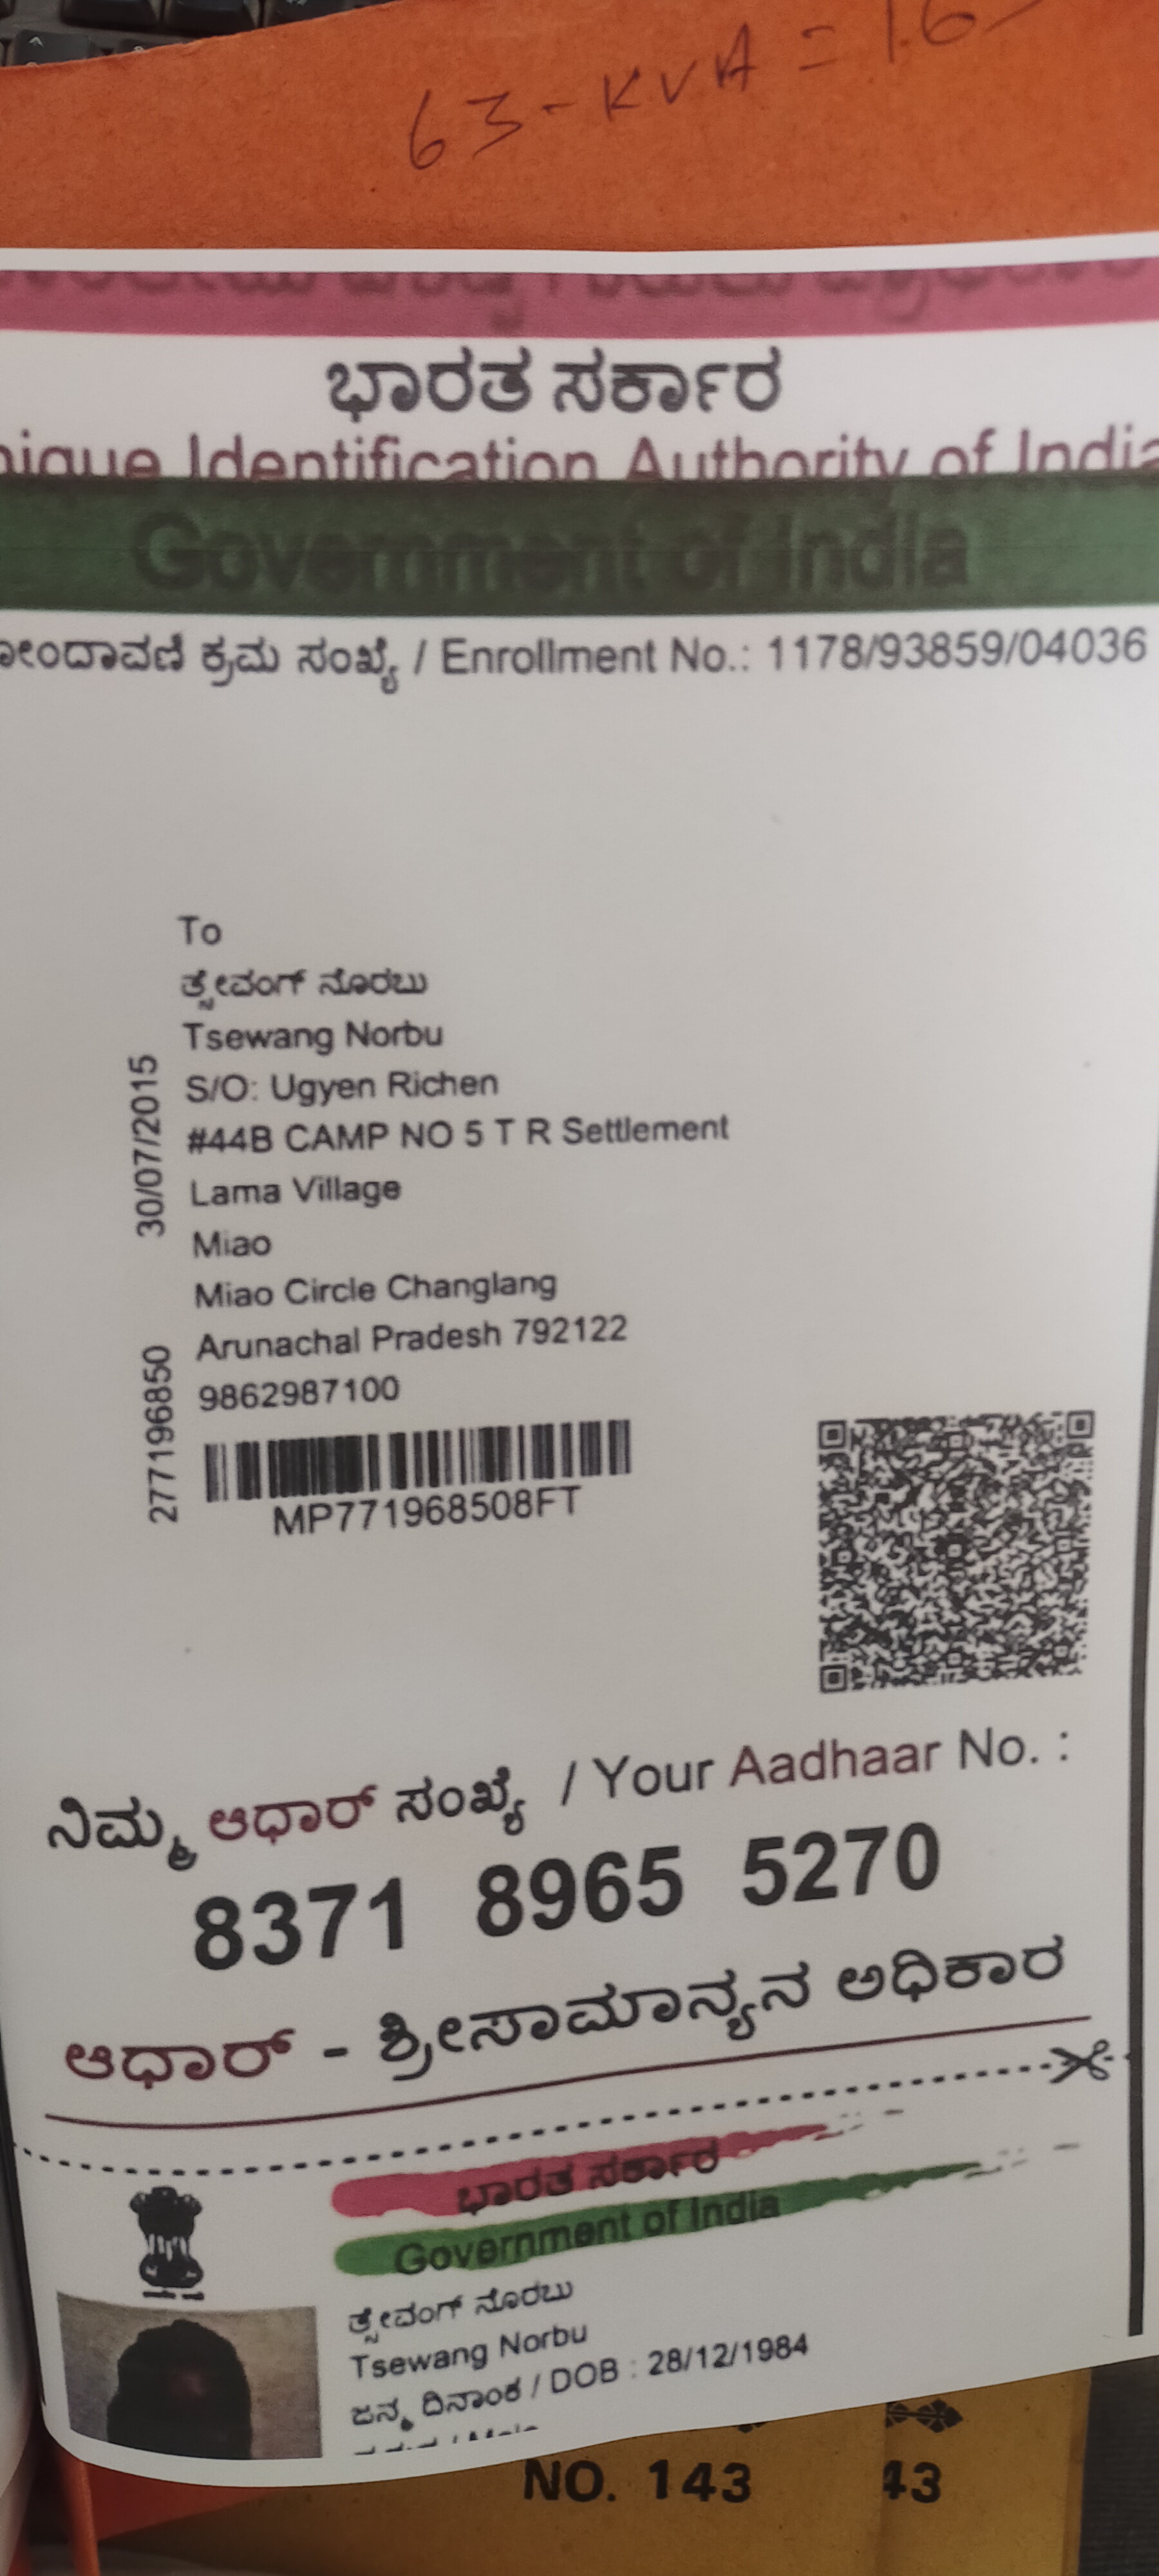 63-KVA = 1.6
ಭಾರತ ಸರ್ಕಾರ
nique Identification Authority of India
Government of India
ನೋಂದಾವಣಿ ಕ್ರಮ ಸಂಖ್ಯೆ / Enrollment No.: 1178/93859/04036
To
ತ್ಸೇವಂಗ್ ನೊರಬು
Tsewang Norbu
S/O: Ugyen Richen
#44B CAMP NO 5 T R Settlement
Lama Village
Miao
Miao Circle Changlang
Arunachal Pradesh 792122
9862987100
30/07/2015
277196850
MP771968508FT
ನಿಮ್ಮ ಆಧಾರ್ ಸಂಖ್ಯೆ / Your Aadhaar No. :
8371 8965 5270
ಆಧಾರ್ - ಶ್ರೀಸಾಮಾನ್ಯನ ಅಧಿಕಾರ
ಭಾರತ ಸರ್ಕಾರ
Government of India
ತ್ಸೇವಂಗ್ ನೊರಬು
Tsewang Norbu
ಜನ್ಮ ದಿನಾಂಕ / DOB : 28/12/1984
NO. 143
43